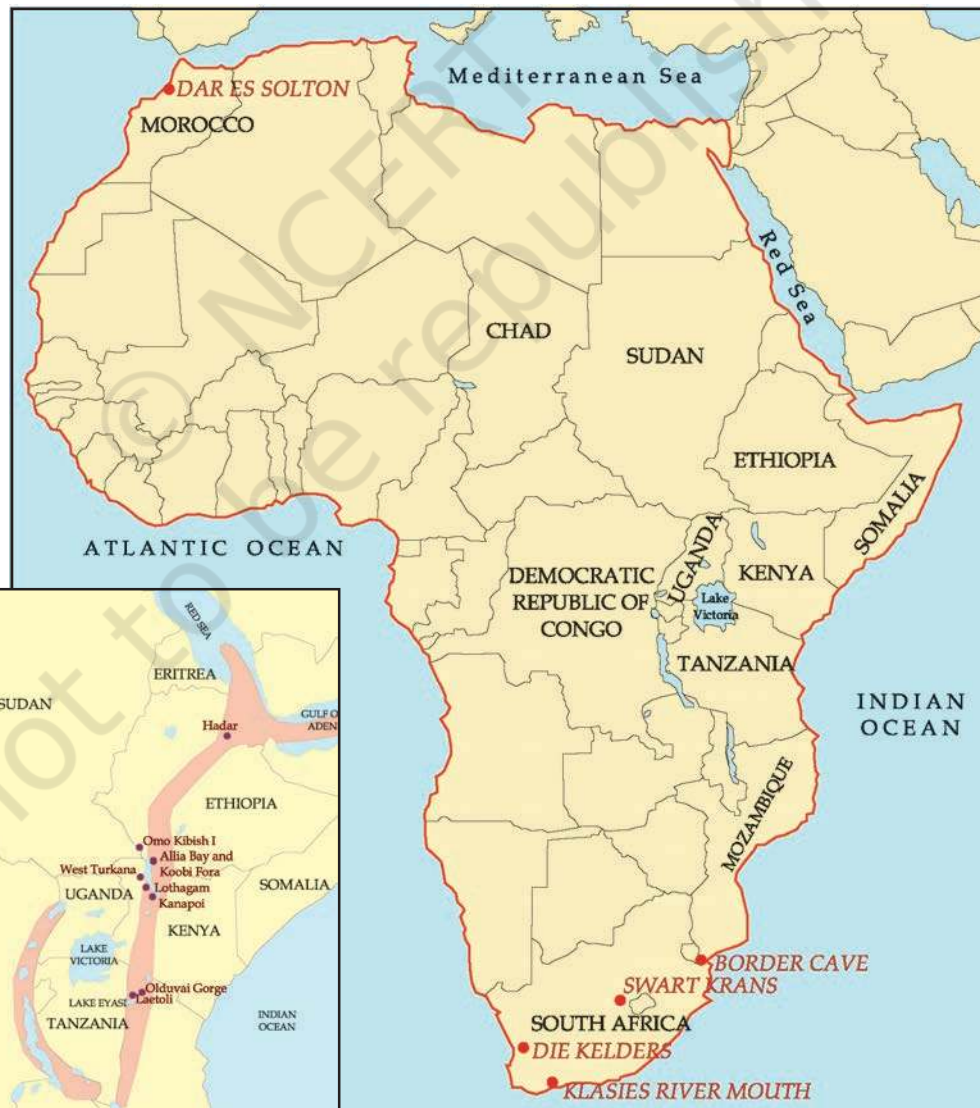 © NCERT
not to be republish
Mediterranean Sea
DAR ES SOLTON
MOROCCO
Red Sea
CHAD
SUDAN
ETHIOPIA
SOMALIA
ATLANTIC OCEAN
UGANDA
KENYA
DEMOCRATIC
REPUBLIC OF
CONGO
Lake
Victoria
TANZANIA
INDIAN
OCEAN
MOZAMBIQUE
BORDER CAVE
SWART KRANS
SOUTH AFRICA
DIE KELDERS
KLASIES RIVER MOUTH
RED SEA
ERITREA
SUDAN
GULF O
ADEN
Hadar
ETHIOPIA
Omo Kibish I
Allia Bay and
Koobi Fora
West Turkana
Lothagam
Kanapoi
UGANDA
SOMALIA
KENYA
LAKE
VICTORIA
Olduvai Gorge
LAKE EYASI
Laetoli
TANZANIA
INDIAN
OCEAN